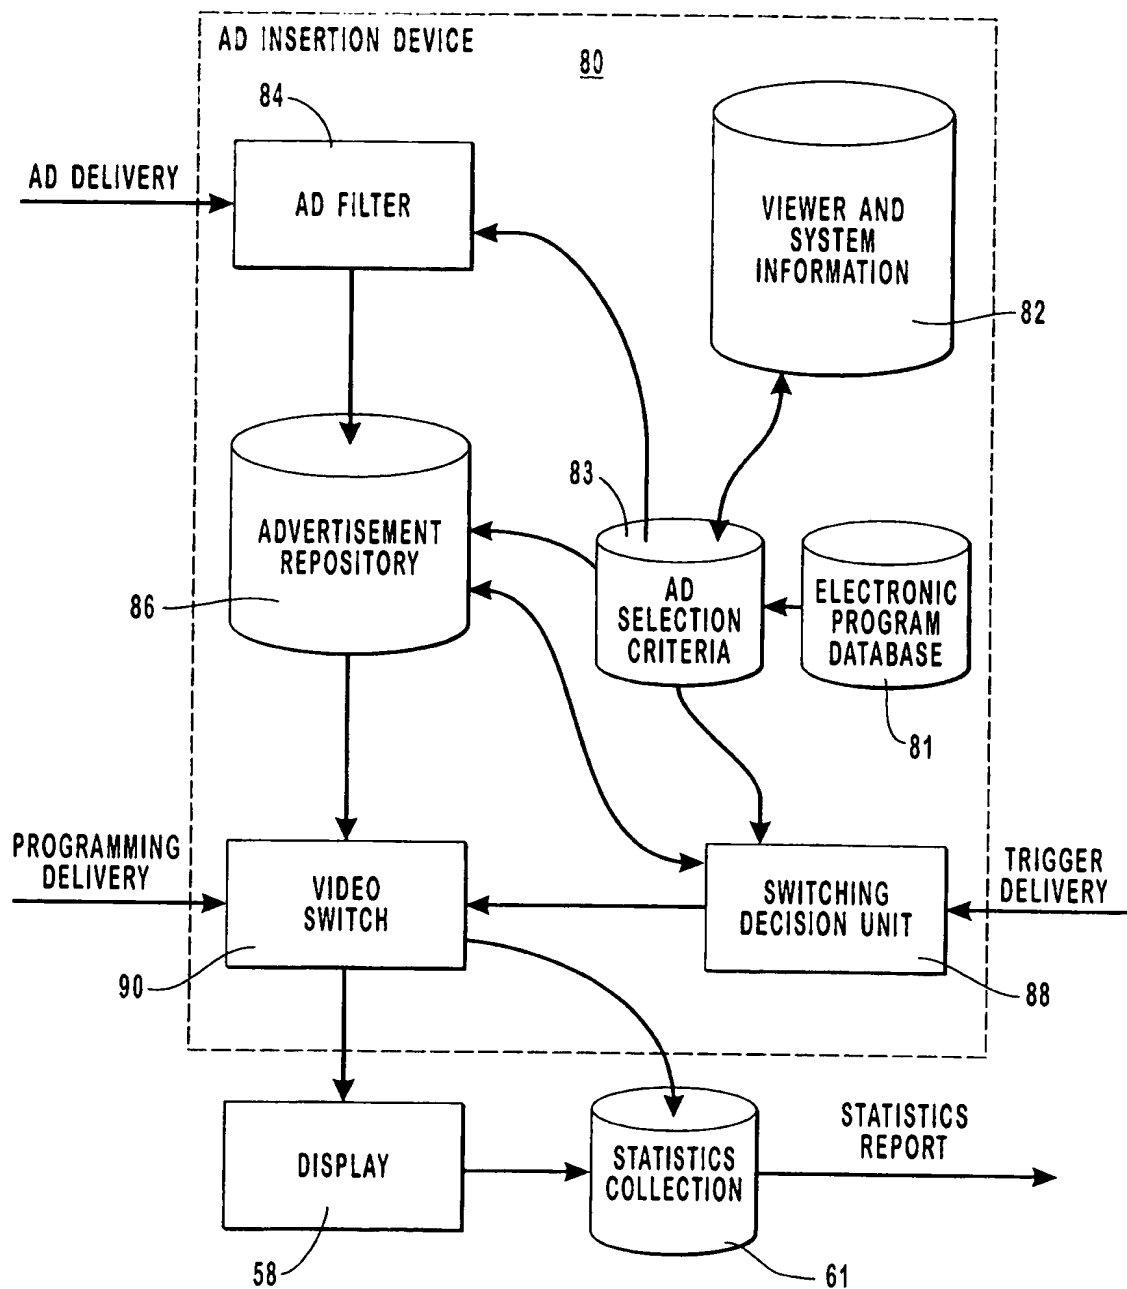 AD INSERTION DEVICE
80
84
AD DELIVERY
AD FILTER
VIEWER AND
SYSTEM
INFORMATION
82
83
ADVERTISEMENT
REPOSITORY
86
AD
SELECTION
CRITERIA
ELECTRONIC
PROGRAM
DATABASE
81
PROGRAMMING
DELIVERY
VIDEO
SWITCH
90
SWITCHING
DECISION UNIT
88
TRIGGER
DELIVERY
DISPLAY
58
STATISTICS
COLLECTION
61
STATISTICS
REPORT